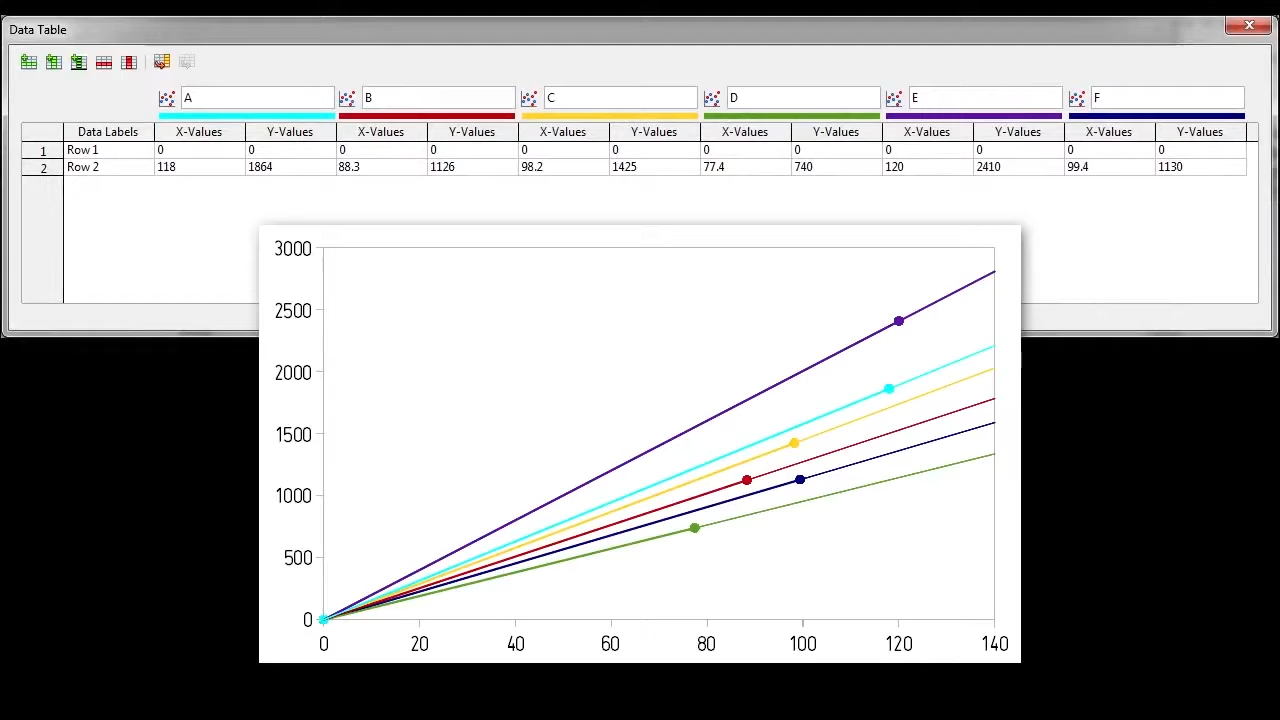 Data Table
A B C D E F
Data Labels X-Values Y-Values X-Values Y-Values X-Values Y-Values X-Values Y-Values X-Values Y-Values X-Values Y-Values
1 Row 1 0 0 0 0 0 0 0 0 0 0 0 0
2 Row 2 118 1864 88.3 1126 98.2 1425 77.4 740 120 2410 99.4 1130
3000
2500
2000
1500
1000
500
0
0 20 40 60 80 100 120 140